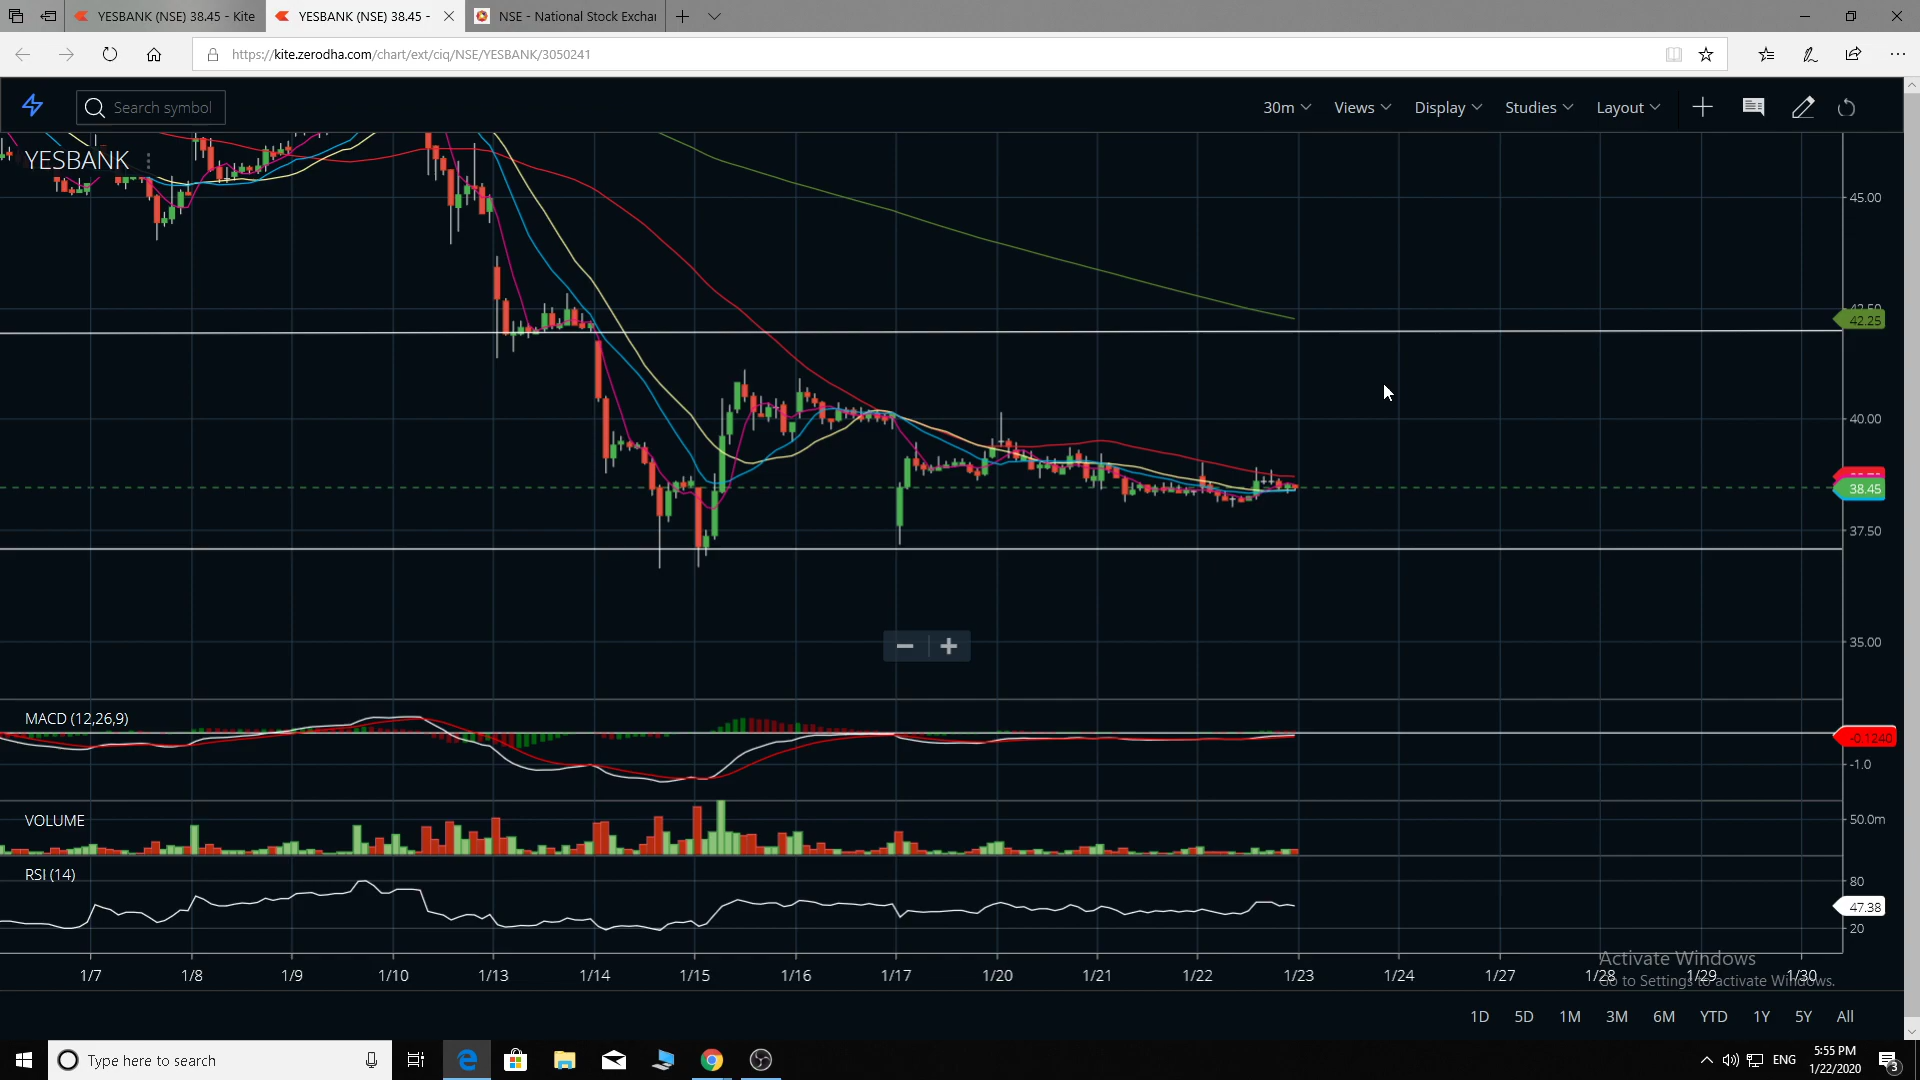 YESBANK (NSE) 38.45 - Kite
YESBANK (NSE) 38.45 -
NSE - National Stock Exchan
https://kite.zerodha.com/chart/ext/ciq/NSE/YESBANK/3050241
Search symbol
30m
Views
Display
Studies
Layout
YESBANK
45.00
42.50
42.25
40.00
38.45
37.50
35.00
MACD (12,26,9)
-0.1240
-1.0
VOLUME
50.0m
RSI (14)
80
47.38
20
1/7 1/8 1/9 1/10 1/13 1/14 1/15 1/16 1/17 1/20 1/21 1/22 1/23 1/24 1/27 1/28 1/29 1/30
Activate Windows
Go to Settings to activate Windows.
1D 5D 1M 3M 6M YTD 1Y 5Y All
Type here to search
ENG
5:55 PM
1/22/2020
3